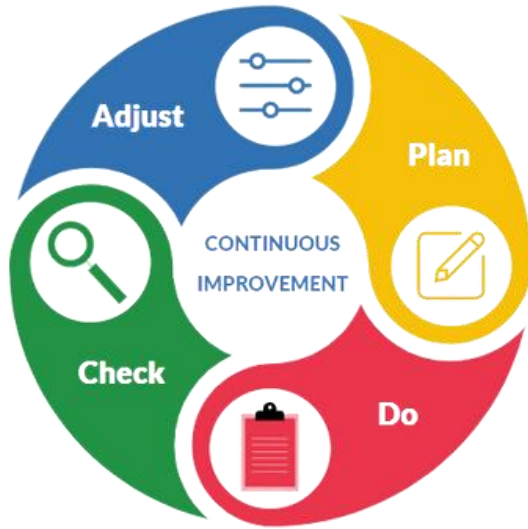 Adjust
Plan
CONTINUOUS
IMPROVEMENT
Check
Do